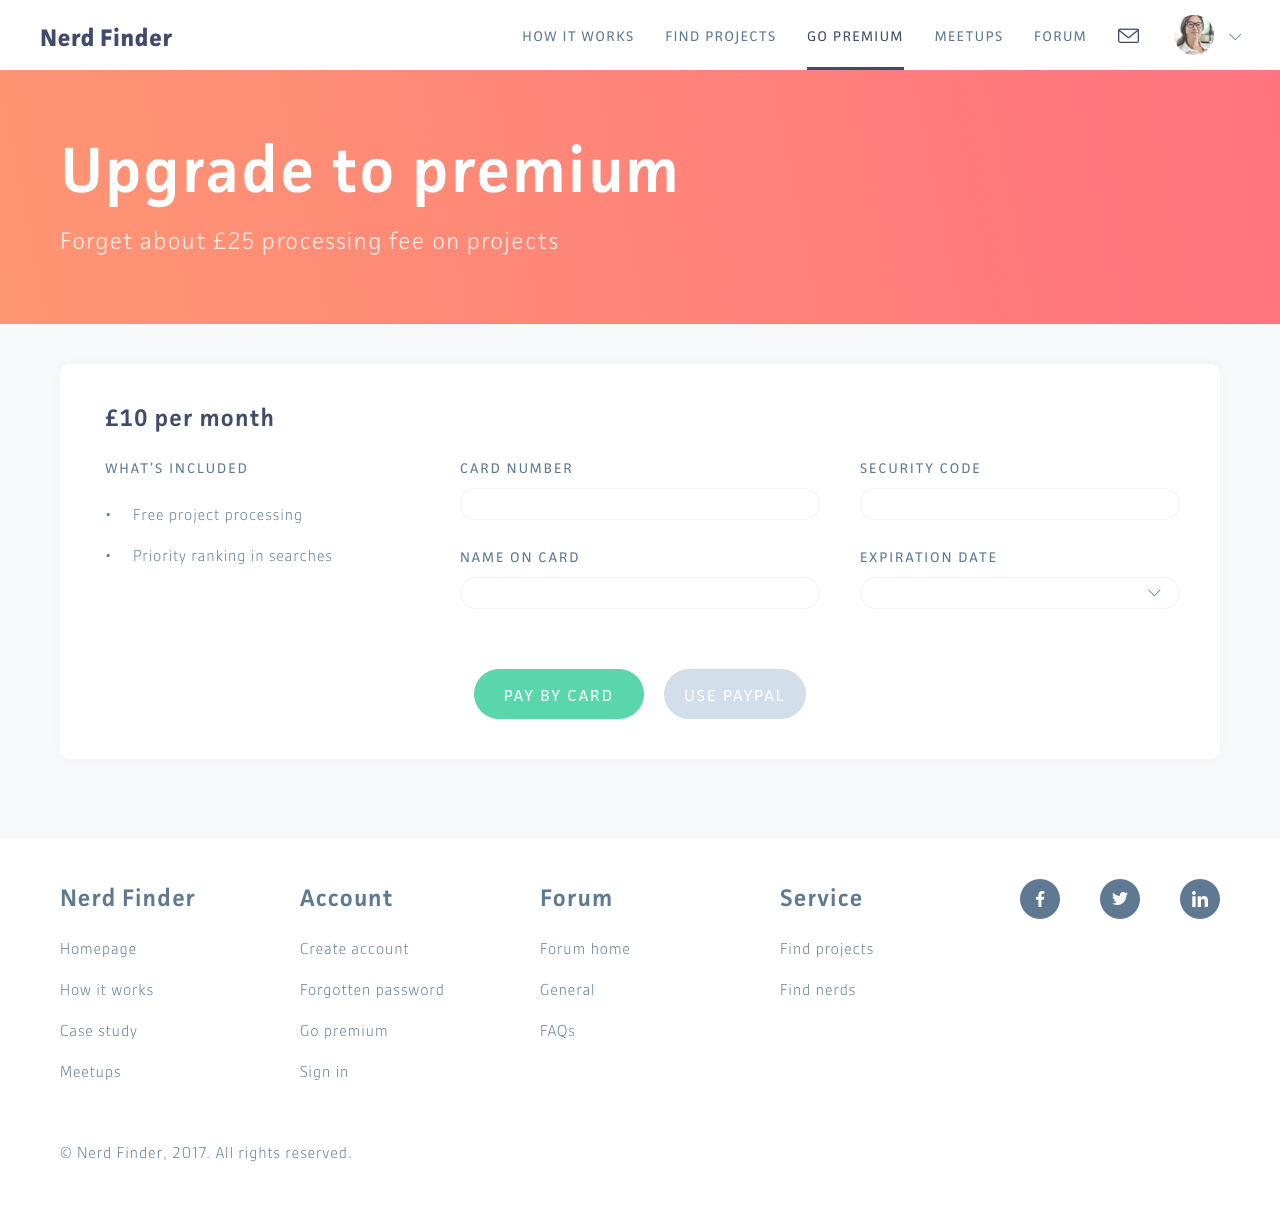 Nerd Finder
HOW IT WORKS
FIND PROJECTS
GO PREMIUM
MEETUPS
FORUM
Upgrade to premium
Forget about £25 processing fee on projects
£10 per month
WHAT'S INCLUDED
• Free project processing
• Priority ranking in searches
CARD NUMBER
SECURITY CODE
NAME ON CARD
EXPIRATION DATE
PAY BY CARD
USE PAYPAL
Nerd Finder
Homepage
How it works
Case study
Meetups
Account
Create account
Forgotten password
Go premium
Sign in
Forum
Forum home
General
FAQs
Service
Find projects
Find nerds
© Nerd Finder, 2017. All rights reserved.